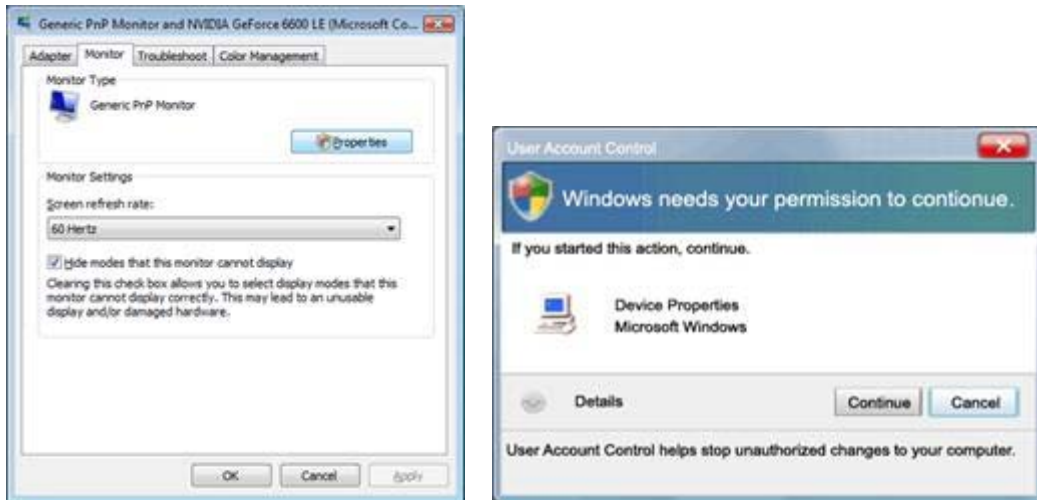 Generic PnP Monitor and NVIDIA GeForce 6600 LE (Microsoft Co...
Adapter Monitor Troubleshoot Color Management
Monitor Type
Generic PnP Monitor
Properties
Monitor Settings
Screen refresh rate:
60 Hertz
Hide modes that this monitor cannot display
Clearing this check box allows you to select display modes that this
monitor cannot display correctly. This may lead to an unusable
display and/or damaged hardware.
OK Cancel Apply
User Account Control
Windows needs your permission to contionue.
If you started this action, continue.
Device Properties
Microsoft Windows
Details Continue Cancel
User Account Control helps stop unauthorized changes to your computer.